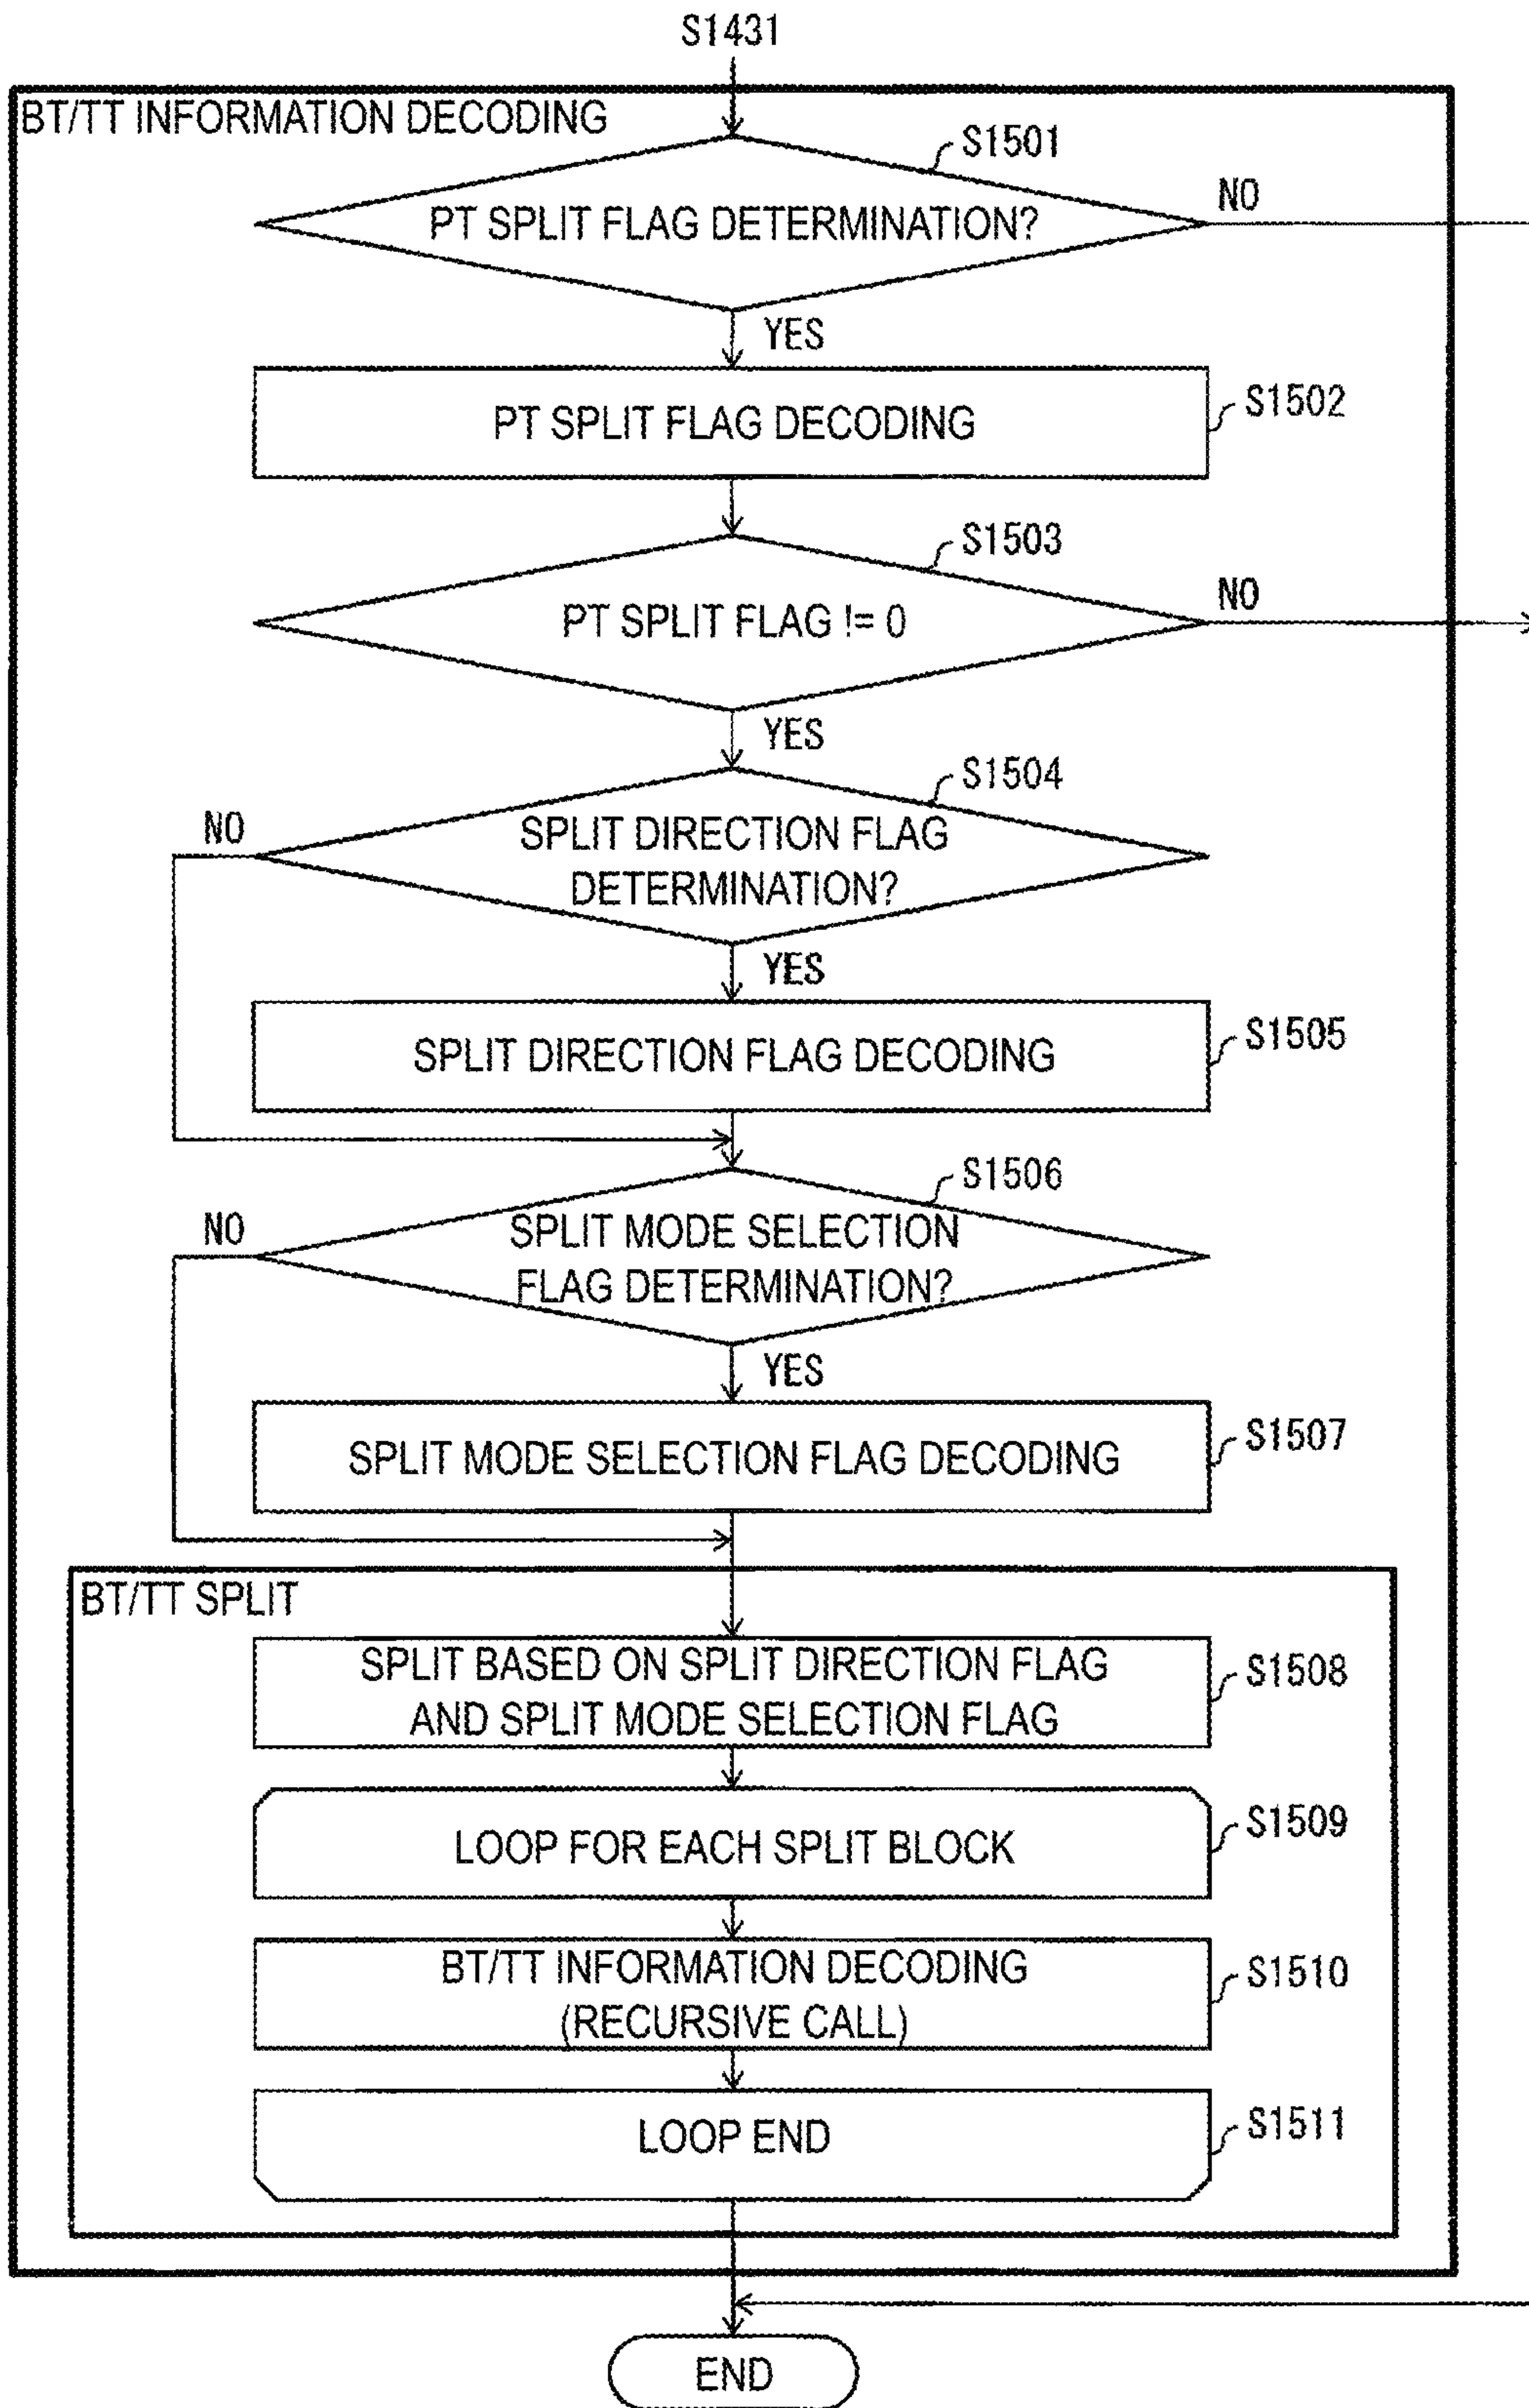 S1431
BT/TT INFORMATION DECODING
S1501
PT SPLIT FLAG DETERMINATION?
NO
YES
PT SPLIT FLAG DECODING
S1502
S1503
PT SPLIT FLAG != 0
NO
YES
S1504
NO
SPLIT DIRECTION FLAG
DETERMINATION?
YES
SPLIT DIRECTION FLAG DECODING
S1505
S1506
NO
SPLIT MODE SELECTION
FLAG DETERMINATION?
YES
SPLIT MODE SELECTION FLAG DECODING
S1507
BT/TT SPLIT
SPLIT BASED ON SPLIT DIRECTION FLAG
AND SPLIT MODE SELECTION FLAG
S1508
LOOP FOR EACH SPLIT BLOCK
S1509
BT/TT INFORMATION DECODING
(RECURSIVE CALL)
S1510
LOOP END
S1511
END